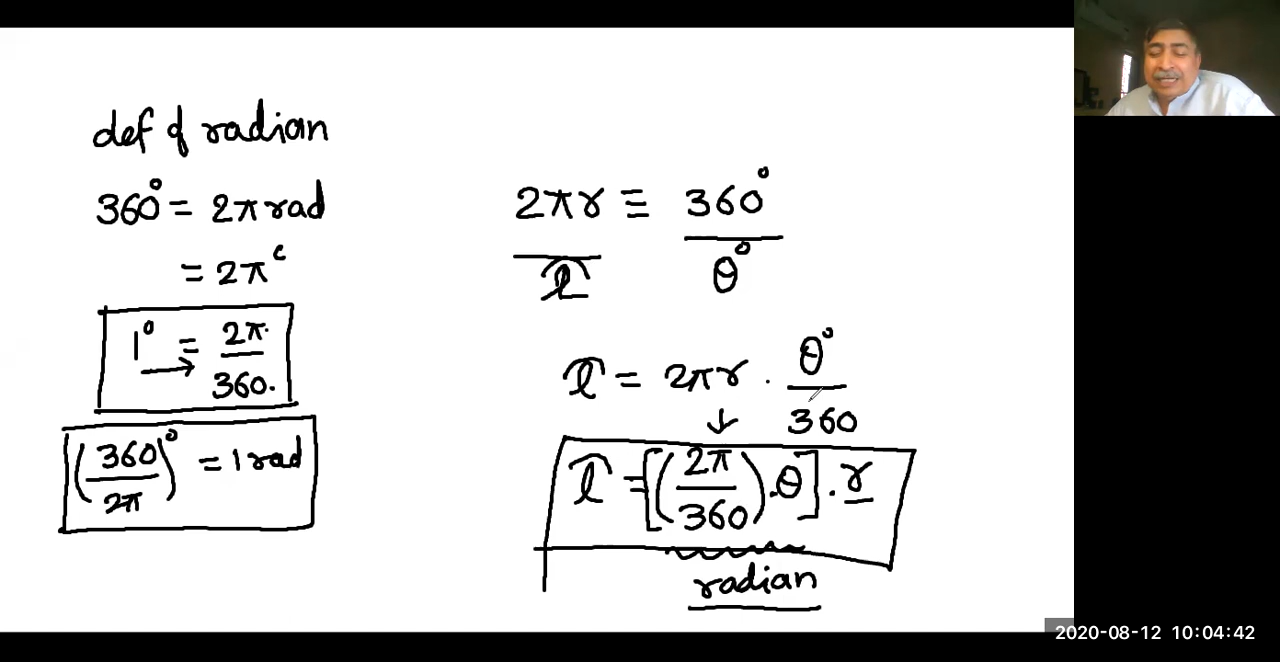 def of radian
360° = 2π rad
= 2π^c
1° = 2π/360.
(360/2π)° = 1 rad
2πr ≡ 360°
l θ°
l = 2πr · θ°/360
↓
l = [(2π/360).θ].r
radian
2020-08-12 10:04:42